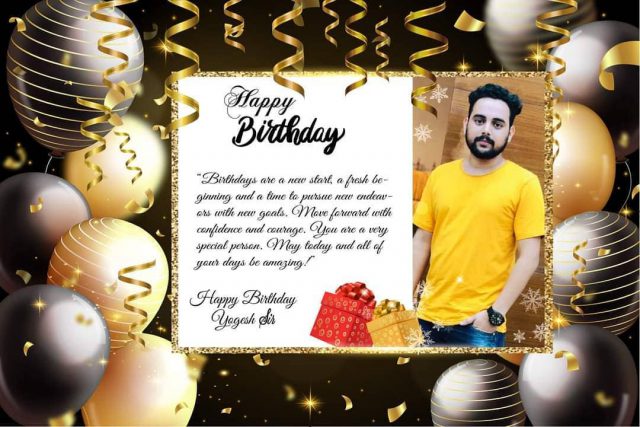 Happy
Birthday
"Birthdays are a new start, a fresh be-
ginning and a time to pursue new endeav-
ors with new goals. Move forward with
confidence and courage. You are a very
special person. May today and all of
your days be amazing!"
Happy Birthday
Yogesh Sir